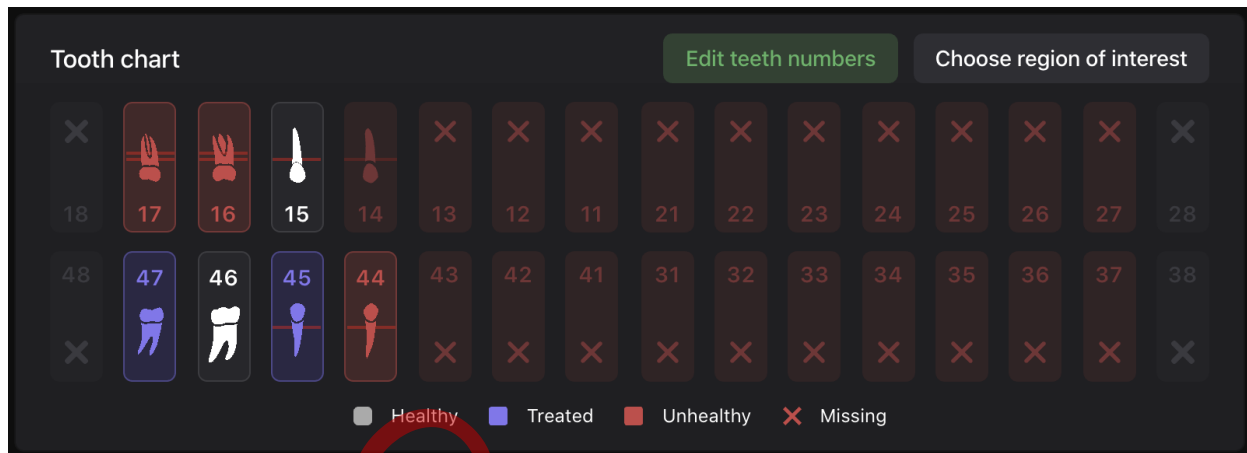 Tooth chart Edit teeth numbers Choose region of interest
18 17 16 15 14 13 12 11 21 22 23 24 25 26 27 28
48 47 46 45 44 43 42 41 31 32 33 34 35 36 37 38
Healthy Treated Unhealthy Missing